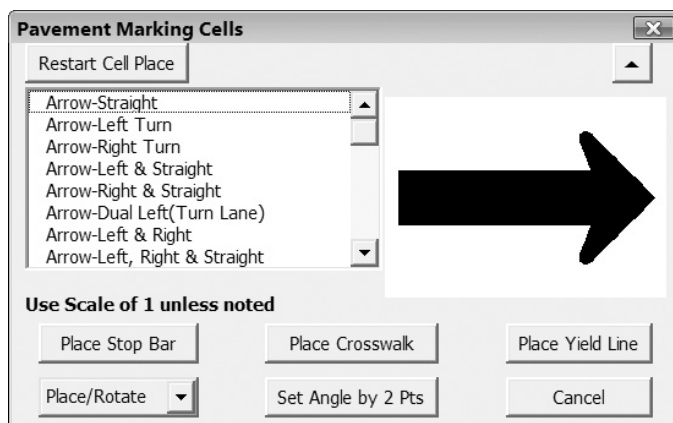 Pavement Marking Cells
Restart Cell Place
Arrow-Straight
Arrow-Left Turn
Arrow-Right Turn
Arrow-Left & Straight
Arrow-Right & Straight
Arrow-Dual Left(Turn Lane)
Arrow-Left & Right
Arrow-Left, Right & Straight
Use Scale of 1 unless noted
Place Stop Bar
Place Crosswalk
Place Yield Line
Place/Rotate
Set Angle by 2 Pts
Cancel